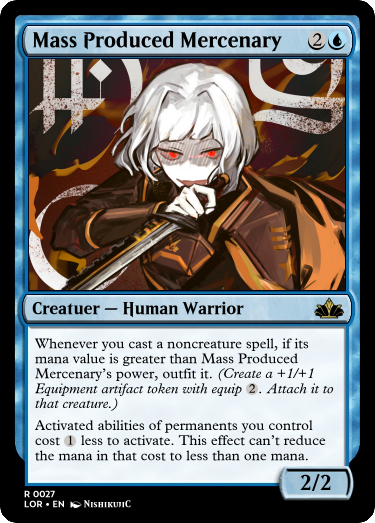 Mass Produced Mercenary 2
Creatuer — Human Warrior
Whenever you cast a noncreature spell, if its
mana value is greater than Mass Produced
Mercenary's power, outfit it. (Create a +1/+1
Equipment artifact token with equip 2. Attach it to
that creature.)
Activated abilities of permanents you control
cost 1 less to activate. This effect can't reduce
the mana in that cost to less than one mana.
2/2
R 0027
LOR • EN NishikujiC